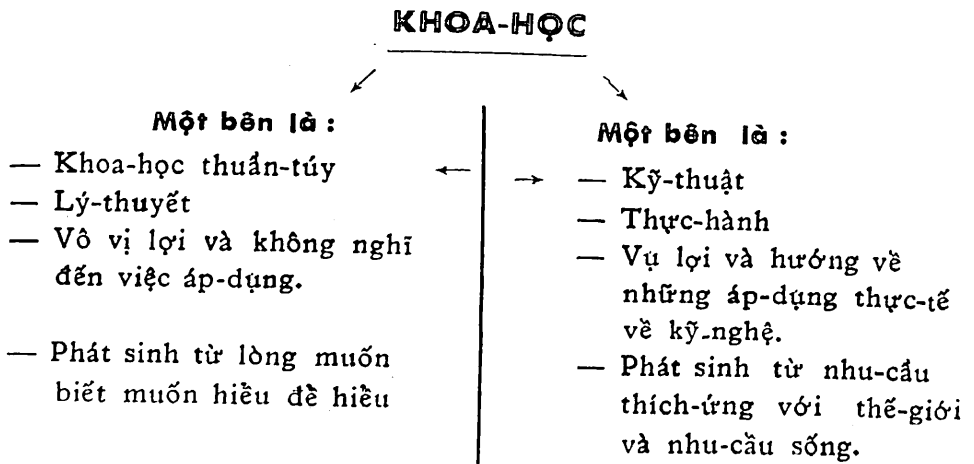 KHOA-HỌC
Một bên là :
— Khoa-học thuần-túy
— Lý-thuyết
— Vô vị lợi và không nghĩ
đến việc áp-dụng.
— Phát sinh từ lòng muốn
biết muốn hiểu để hiểu
Một bên là :
— Kỹ-thuật
— Thực-hành
— Vụ lợi và hướng về
những áp-dụng thực-tế
về kỹ-nghệ.
— Phát sinh từ nhu-cầu
thích-ứng với thế-giới
và nhu-cầu sống.